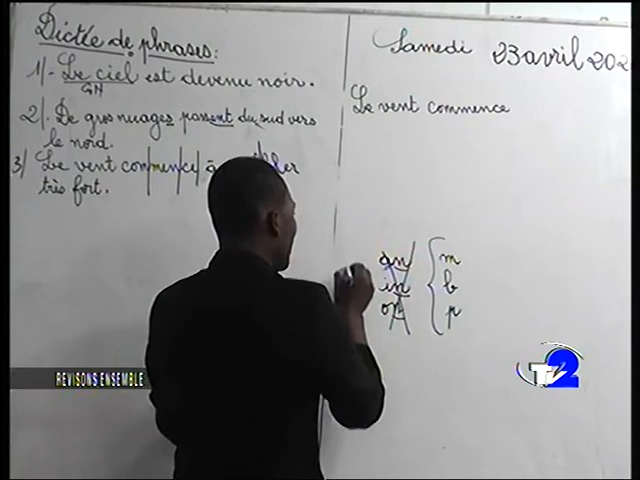 Dictée de phrases:
1/- Le ciel est devenu noir.
GN
2/. De gros nuages passent du sud vers
le nord.
3/ Le vent commence à
très fort.
Samedi 23 avril 202
Le vent commence
an
in
on
m
b
p
REVISONS ENSEMBLE
TV2